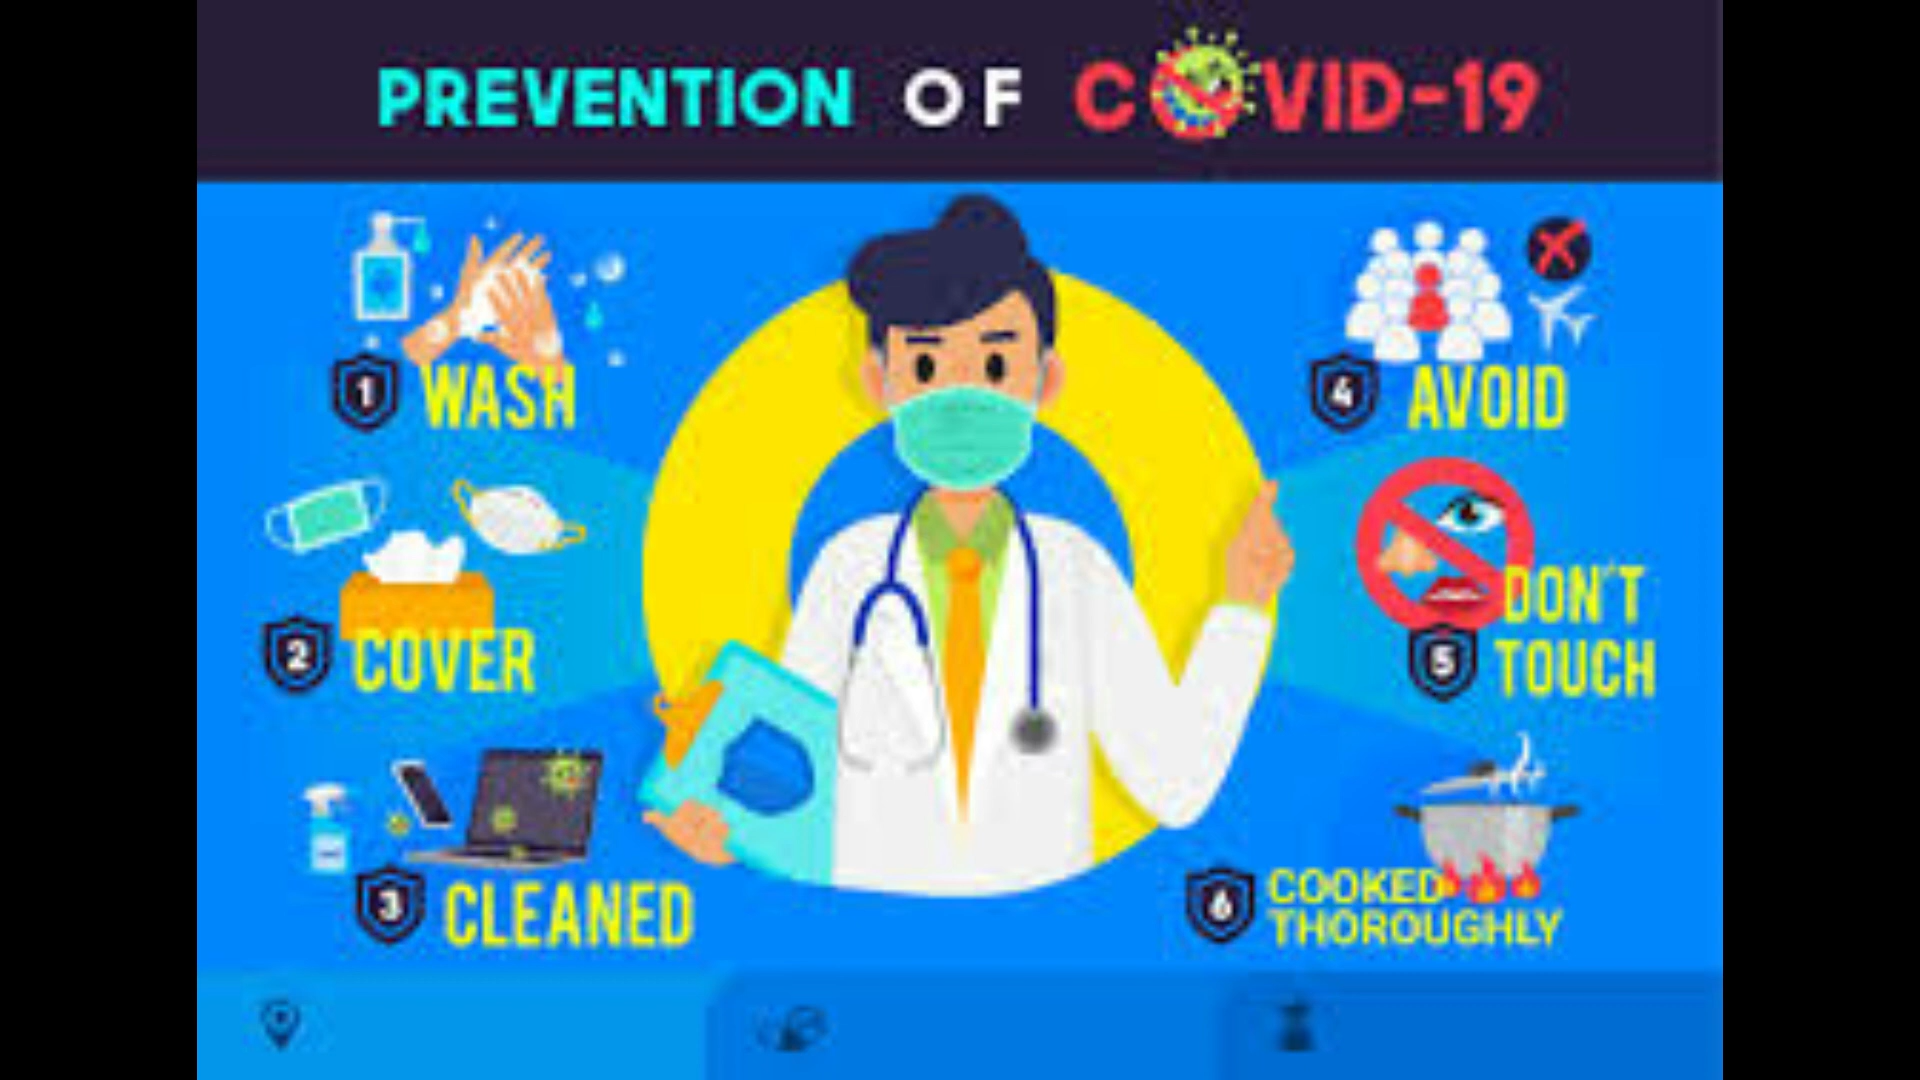 PREVENTION OF COVID-19
1 WASH
2 COVER
3 CLEANED
4 AVOID
5 DON'T
TOUCH
6 COOKED
THOROUGHLY